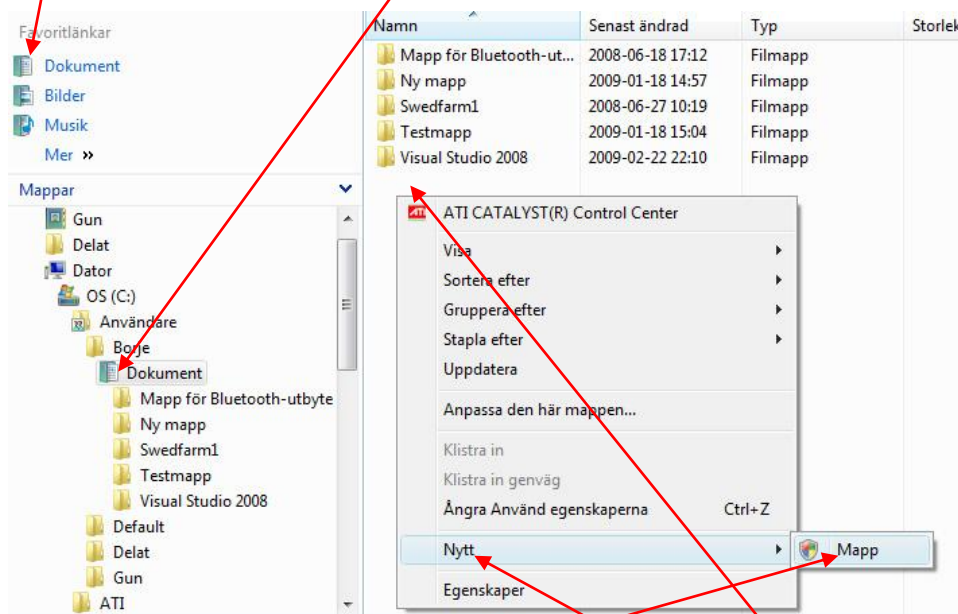 Favoritlänkar
Dokument
Bilder
Musik
Mer »
Mappar
Gun
Delat
Dator
OS (C:)
Användare
Borje
Dokument
Mapp för Bluetooth-utbyte
Ny mapp
Swedfarm1
Testmapp
Visual Studio 2008
Default
Delat
Gun
ATI
Namn Senast ändrad Typ Storlek
Mapp för Bluetooth-ut... 2008-06-18 17:12 Filmapp
Ny mapp 2009-01-18 14:57 Filmapp
Swedfarm1 2008-06-27 10:19 Filmapp
Testmapp 2009-01-18 15:04 Filmapp
Visual Studio 2008 2009-02-22 22:10 Filmapp
ATI ATI CATALYST(R) Control Center
Visa
Sortera efter
Gruppera efter
Stapla efter
Uppdatera
Anpassa den här mappen...
Klistra in
Klistra in genväg
Ångra Använd egenskaperna Ctrl+Z
Nytt Mapp
Egenskaper